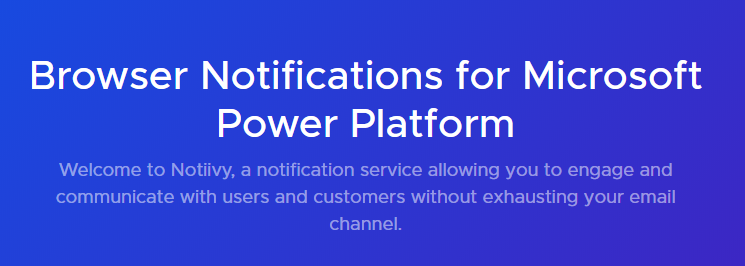 Browser Notifications for Microsoft
Power Platform
Welcome to Notiivy, a notification service allowing you to engage and
communicate with users and customers without exhausting your email
channel.